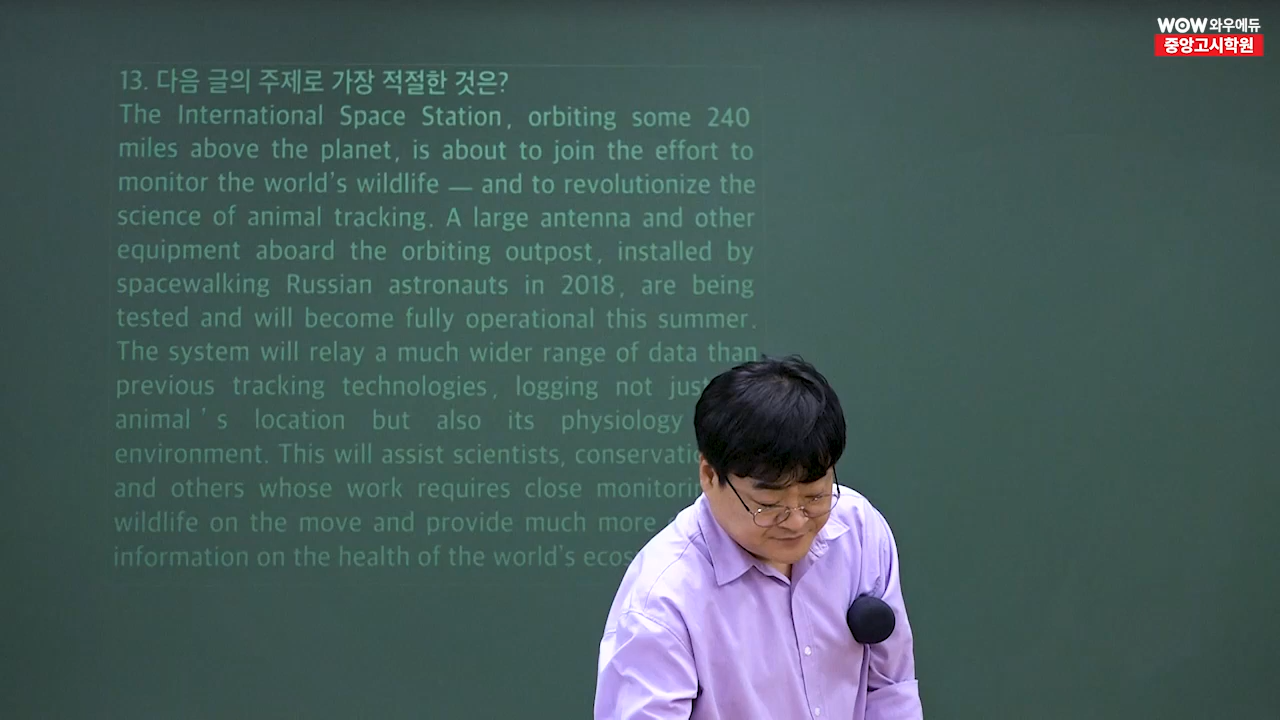 WOW와우에듀
중앙고시학원
13. 다음 글의 주제로 가장 적절한 것은?
The International Space Station, orbiting some 240
miles above the planet, is about to join the effort to
monitor the world's wildlife — and to revolutionize the
science of animal tracking. A large antenna and other
equipment aboard the orbiting outpost, installed by
spacewalking Russian astronauts in 2018, are being
tested and will become fully operational this summer.
The system will relay a much wider range of data than
previous tracking technologies, logging not just
animal's location but also its physiology
environment. This will assist scientists,
and others whose work requires close
wildlife on the move and provide much more
information on the health of the world's